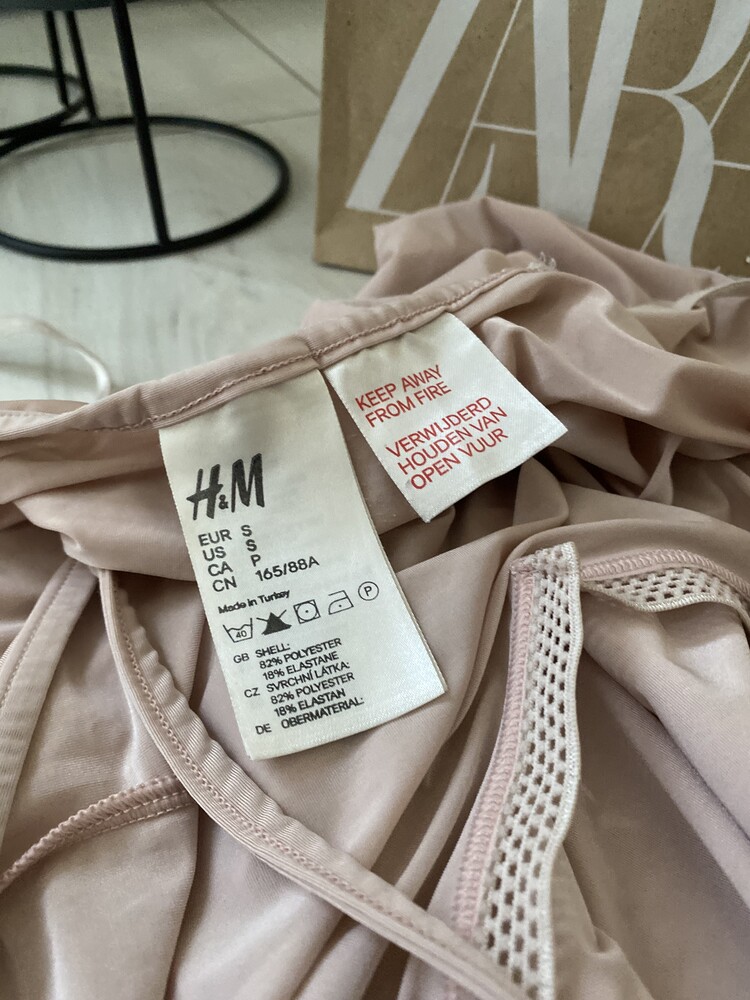 ZARA
H&M
EUR S
US S
CA P
CN 165/88A
Made in Turkey
40 P
GB SHELL:
82% POLYESTER
18% ELASTANE
CZ SVRCHNÍ LÁTKA:
82% POLYESTER
18% ELASTAN
DE OBERMATERIAL:
KEEP AWAY
FROM FIRE
VERWIJDERD
HOUDEN VAN
OPEN VUUR